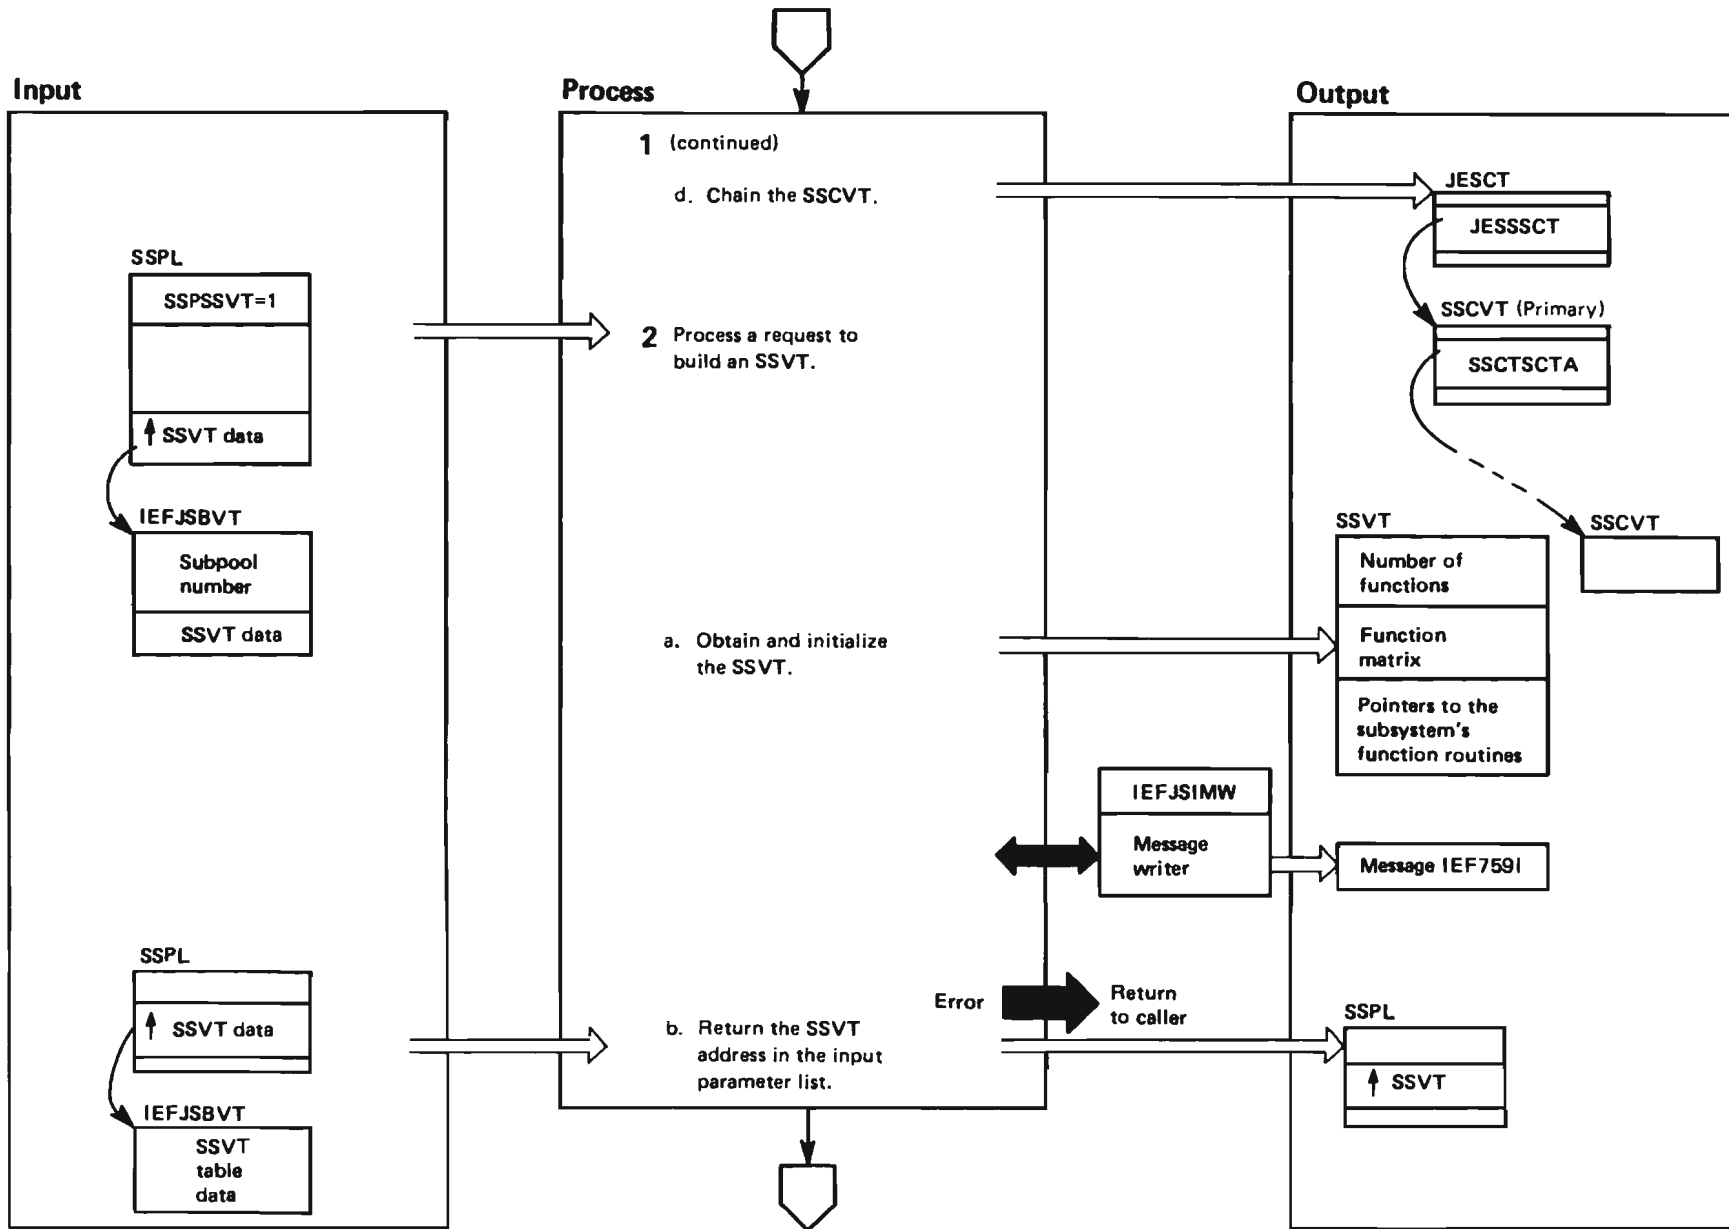 Input
SSPL
SSPSSVT=1
SSVT data
IEFJSBVT
Subpool
number
SSVT data
SSPL
SSVT data
IEFJSBVT
SSVT
table
data
Process
1 (continued)
d. Chain the SSCVT.
2 Process a request to
build an SSVT.
a. Obtain and initialize
the SSVT.
IEFJSIMW
Message
writer
Error
Return
to caller
b. Return the SSVT
address in the input
parameter list.
Output
JESCT
JESSSCT
SSCVT (Primary)
SSCTSCTA
SSVT
Number of
functions
Function
matrix
Pointers to the
subsystem's
function routines
SSCVT
Message IEF759I
SSPL
SSVT